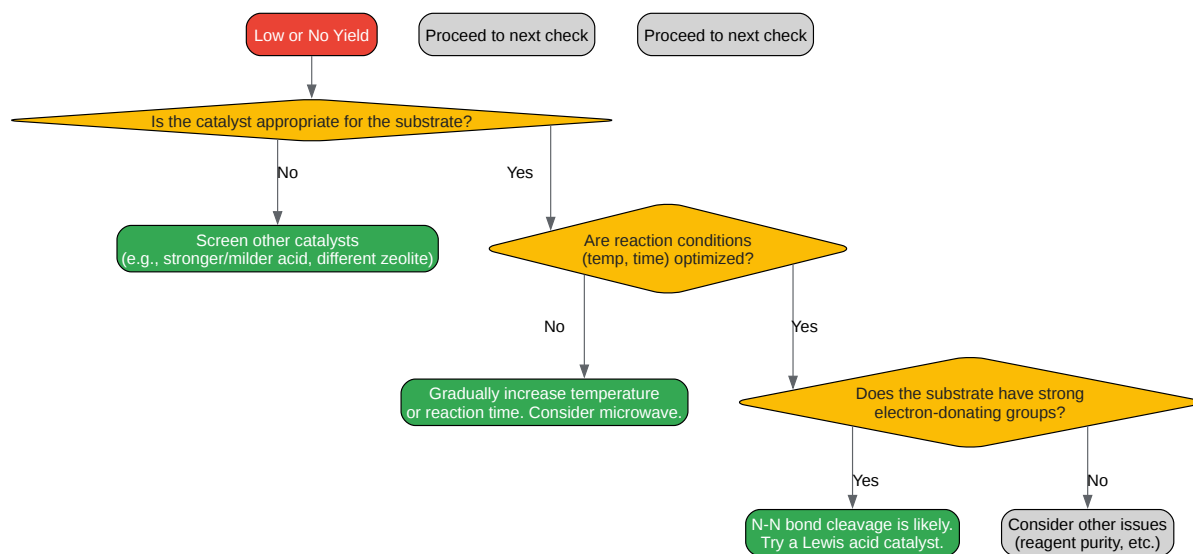 Low or No Yield
Proceed to next check
Proceed to next check
Is the catalyst appropriate for the substrate?
No
Yes
Screen other catalysts
(e.g., stronger/milder acid, different zeolite)
Are reaction conditions
(temp, time) optimized?
No
Yes
Gradually increase temperature
or reaction time. Consider microwave.
Does the substrate have strong
electron-donating groups?
Yes
No
N-N bond cleavage is likely.
Try a Lewis acid catalyst.
Consider other issues
(reagent purity, etc.)